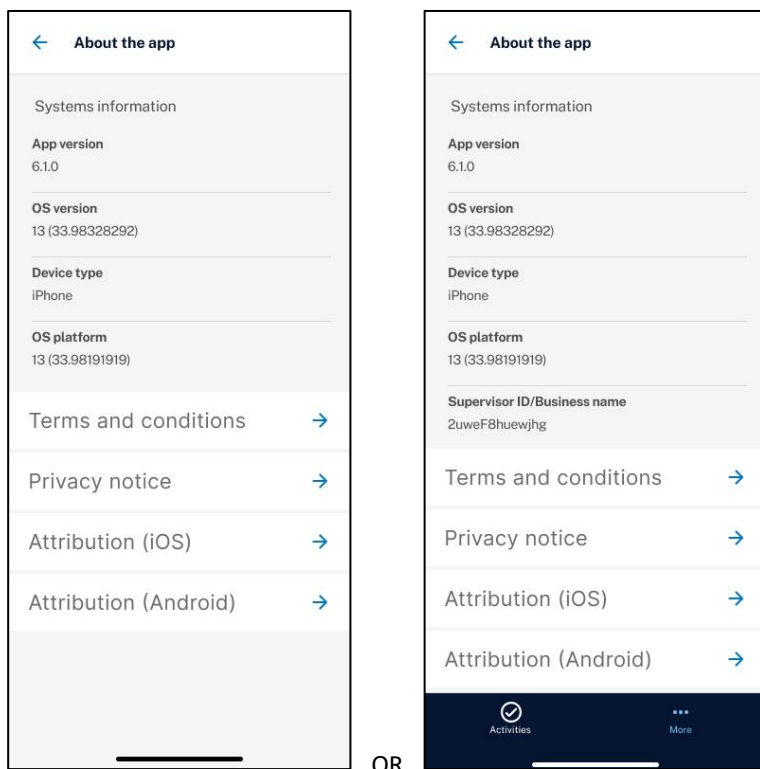 About the app
Systems information
App version
6.1.0
OS version
13 (33.98328292)
Device type
iPhone
OS platform
13 (33.98191919)
Terms and conditions
Privacy notice
Attribution (iOS)
Attribution (Android)
OR
About the app
Systems information
App version
6.1.0
OS version
13 (33.98328292)
Device type
iPhone
OS platform
13 (33.98191919)
Supervisor ID/Business name
2uweF8huewjhg
Terms and conditions
Privacy notice
Attribution (iOS)
Attribution (Android)
Activities
More